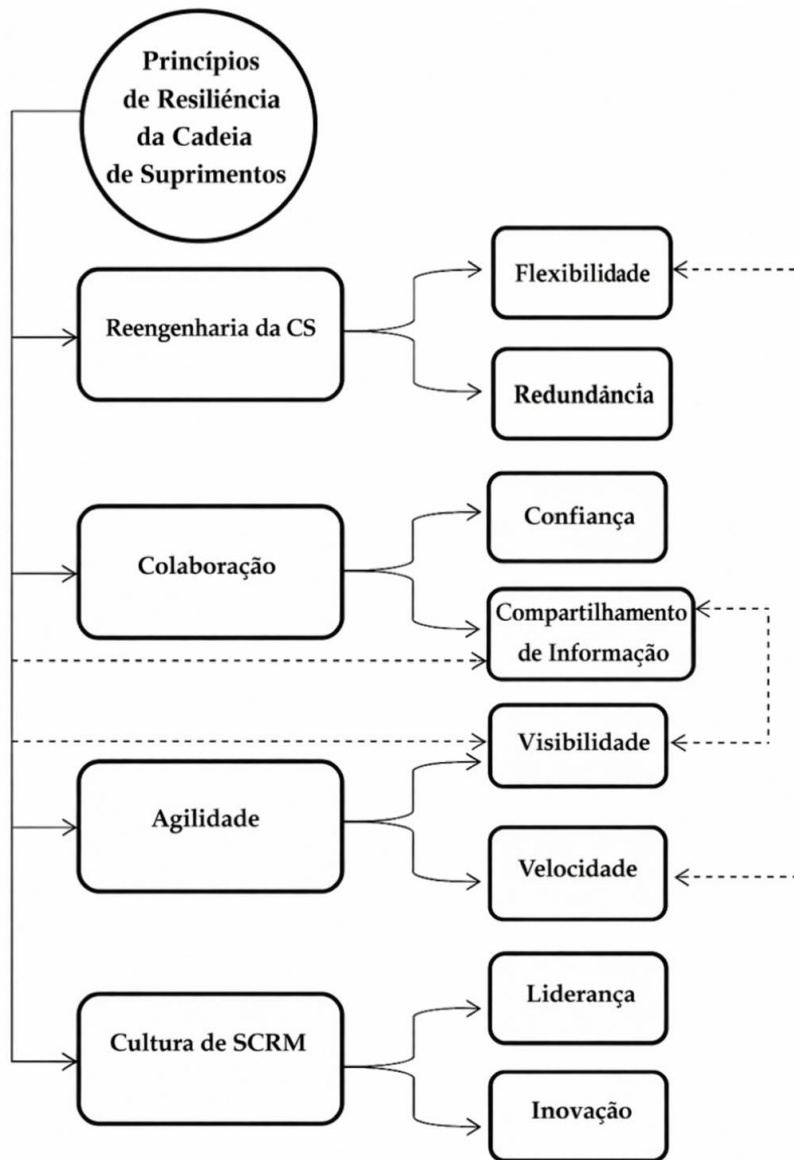 Princípios
de Resiliéncia
da Cadeia
de Suprimentos
Reengenharia da CS
Flexibilidade
Redundância
Colaboração
Confiança
Compartilhamento
de Informação
Agilidade
Visibilidade
Velocidade
Cultura de SCRM
Liderança
Inovação